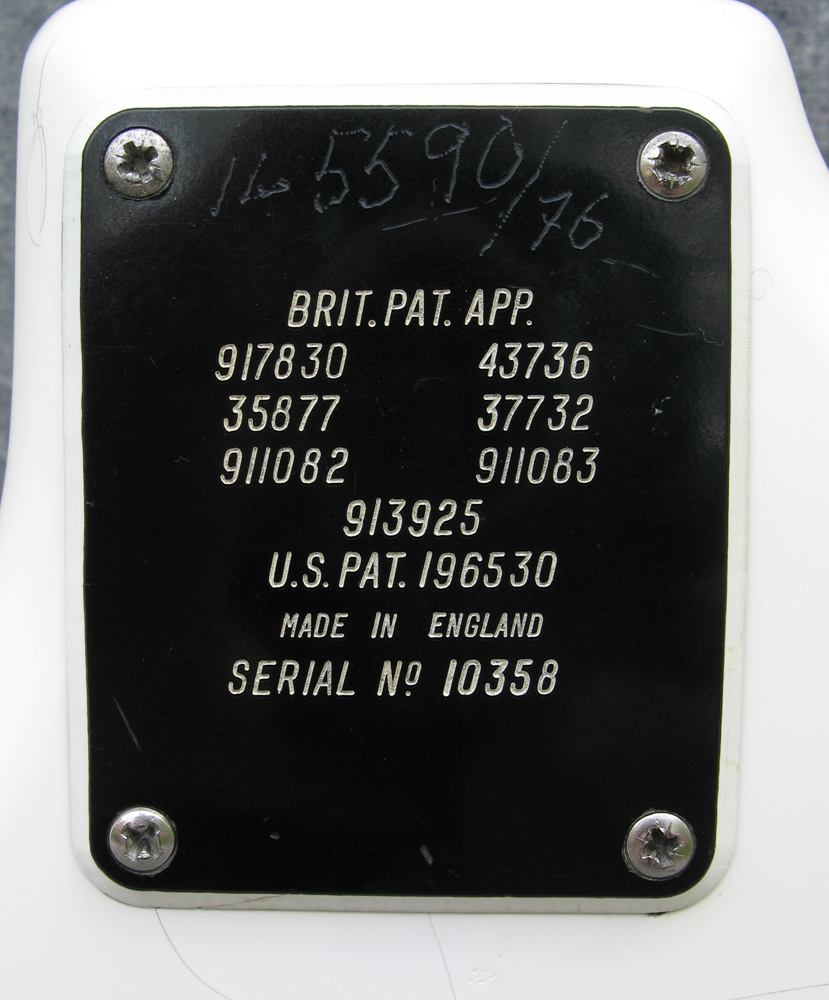 5590/76
BRIT. PAT. APP.
917830 43736
35877 37732
911082 911083
913925
U.S. PAT. 196530
MADE IN ENGLAND
SERIAL Nº 10358